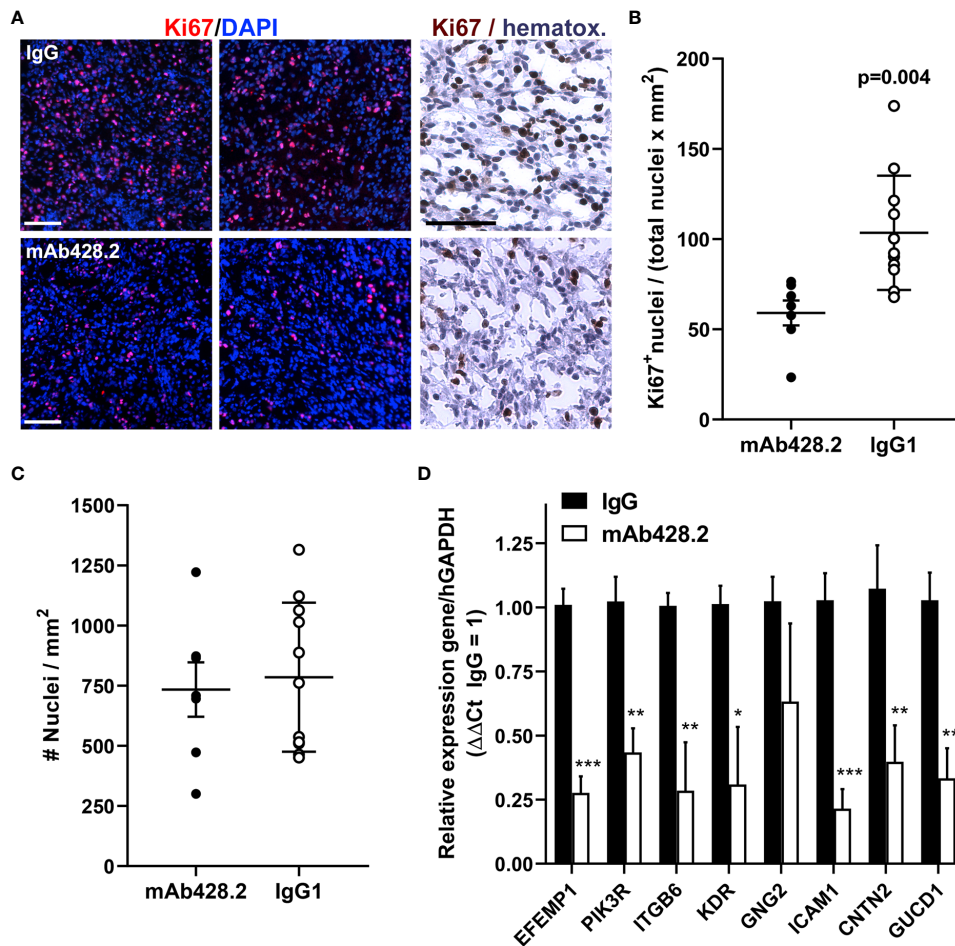 A
Ki67/DAPI
Ki67 / hematox.
IgG
mAb428.2
B
Ki67+ nuclei / (total nuclei x mm2)
200
150
100
50
0
p=0.004
mAb428.2
IgG1
C
# Nuclei / mm2
1500
1250
1000
750
500
250
0
mAb428.2
IgG1
D
Relative expression gene/hGAPDH
(ΔΔCt IgG = 1)
IgG
mAb428.2
1.25
1.00
0.75
0.50
0.25
0.00
***
**
**
*
***
**
**
EFEMP1
PIK3R
ITGB6
KDR
GNG2
ICAM1
CNTN2
GUCD1